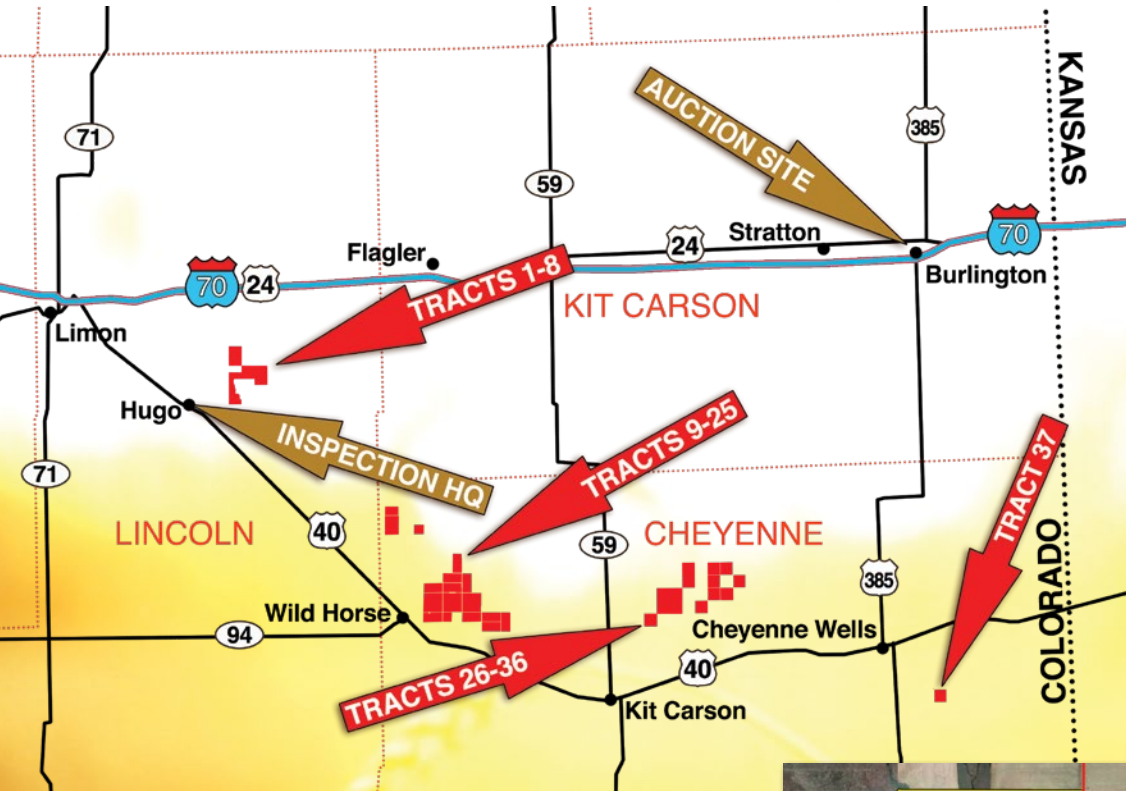 KANSAS
71
AUCTION SITE
385
59
Stratton
24
70
Flagler
70
24
TRACTS 1-8
Burlington
KIT CARSON
Limon
Hugo
INSPECTION HQ
TRACTS 9-25
TRACT 37
71
LINCOLN
40
59
CHEYENNE
385
COLORADO
Wild Horse
94
Cheyenne Wells
TRACTS 26-36
40
Kit Carson